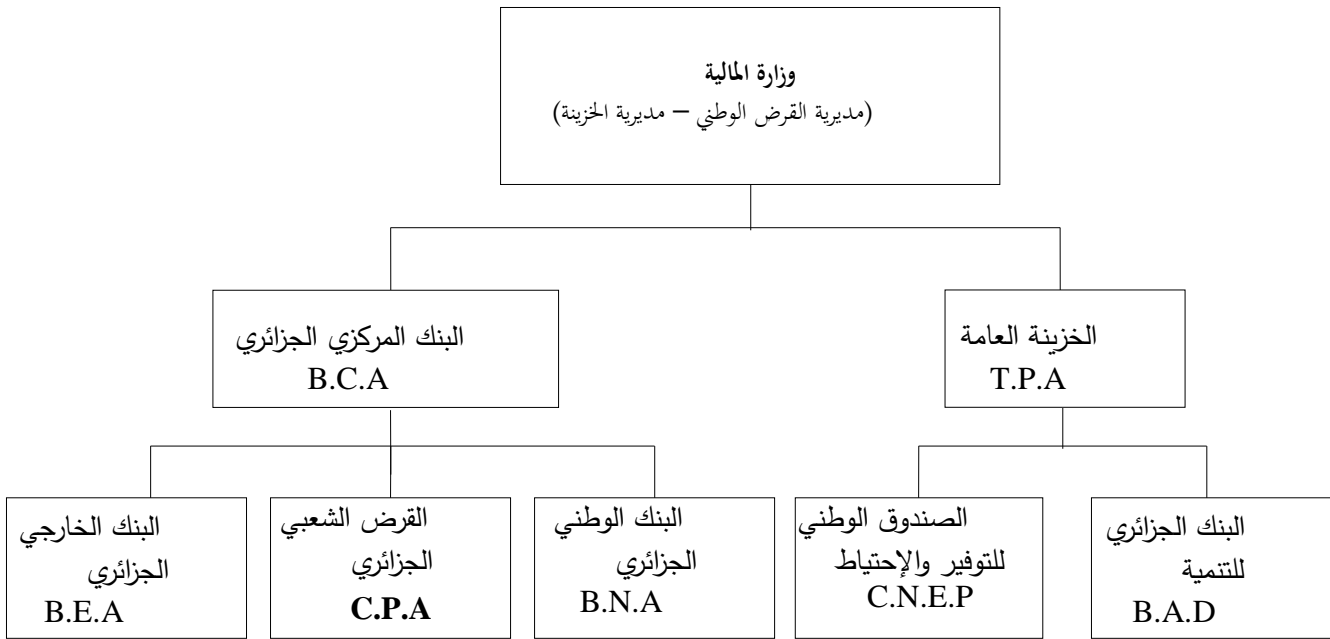 وزارة المالية
(مديرية القرض الوطني – مديرية الخزينة)
الخزينة العامة
T.P.A
البنك المركزي الجزائري
B.C.A
البنك الجزائري
للتنمية
B.A.D
الصندوق الوطني
للتوفير والإحتياط
C.N.E.P
البنك الوطني
الجزائري
B.N.A
القرض الشعبي
الجزائري
C.P.A
البنك الخارجي
الجزائري
B.E.A